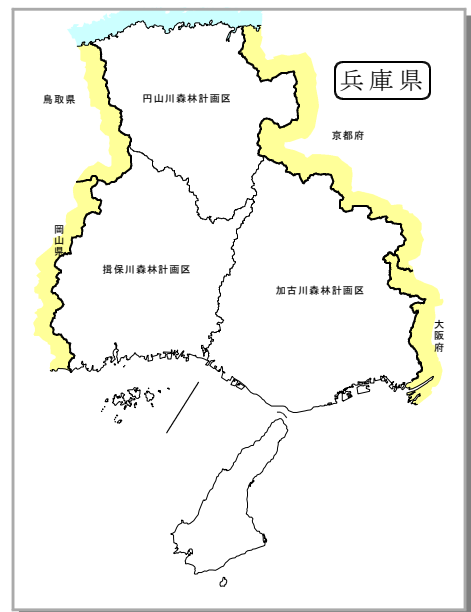 兵庫県
鳥取県
円山川森林計画区
京都府
岡山県
揖保川森林計画区
加古川森林計画区
大阪府